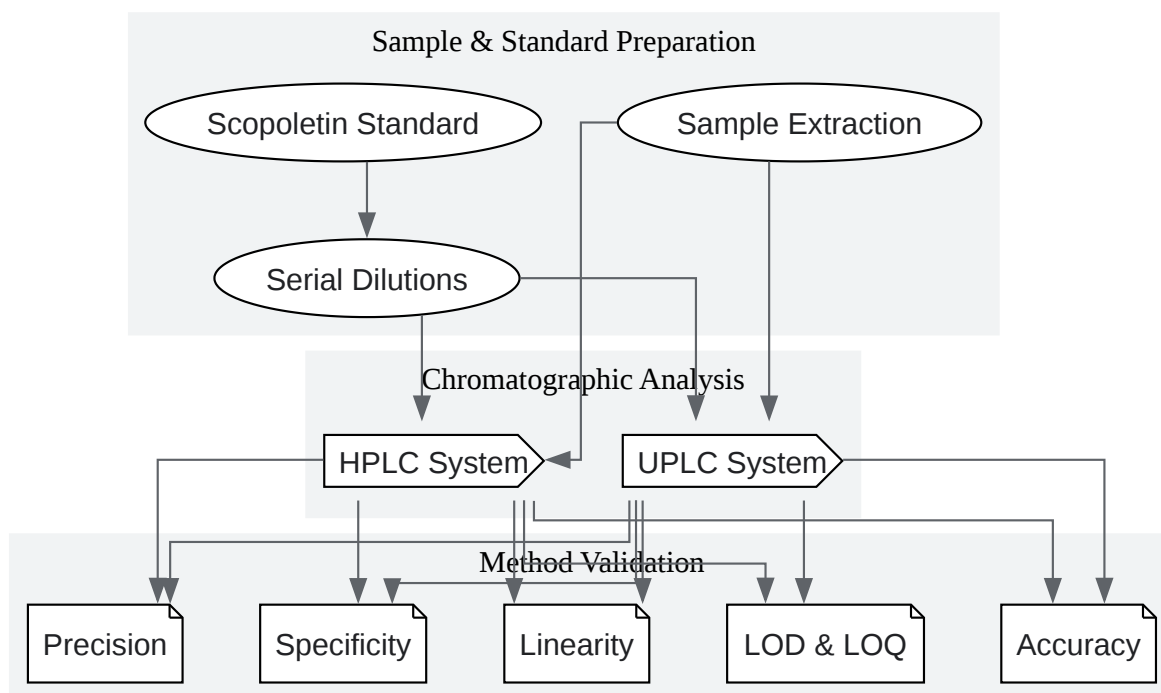 Sample & Standard Preparation
Scopoletin Standard
Sample Extraction
Serial Dilutions
Chromatographic Analysis
HPLC System
UPLC System
Method Validation
Precision
Specificity
Linearity
LOD & LOQ
Accuracy